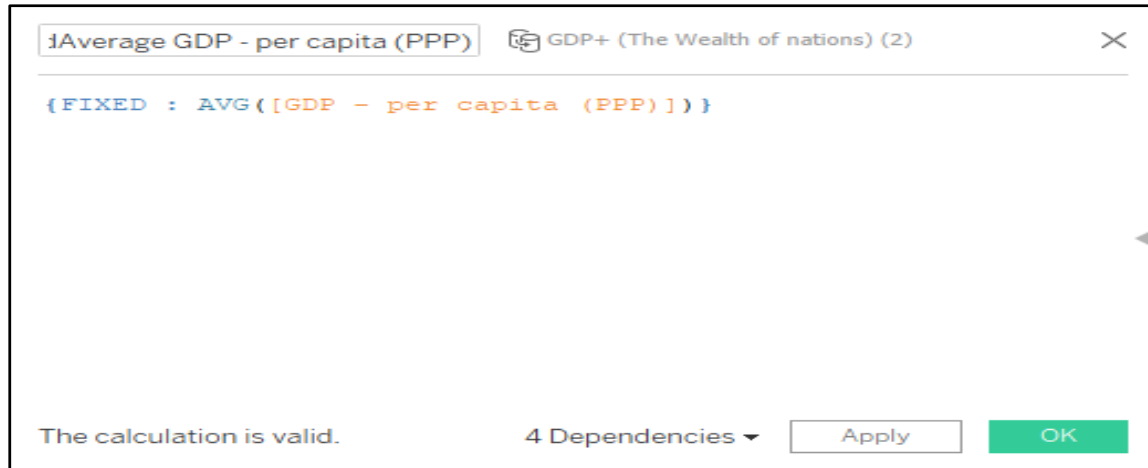 dAverage GDP - per capita (PPP) GDP+ (The Wealth of nations) (2)
{FIXED : AVG([GDP - per capita (PPP)])}
The calculation is valid. 4 Dependencies Apply OK